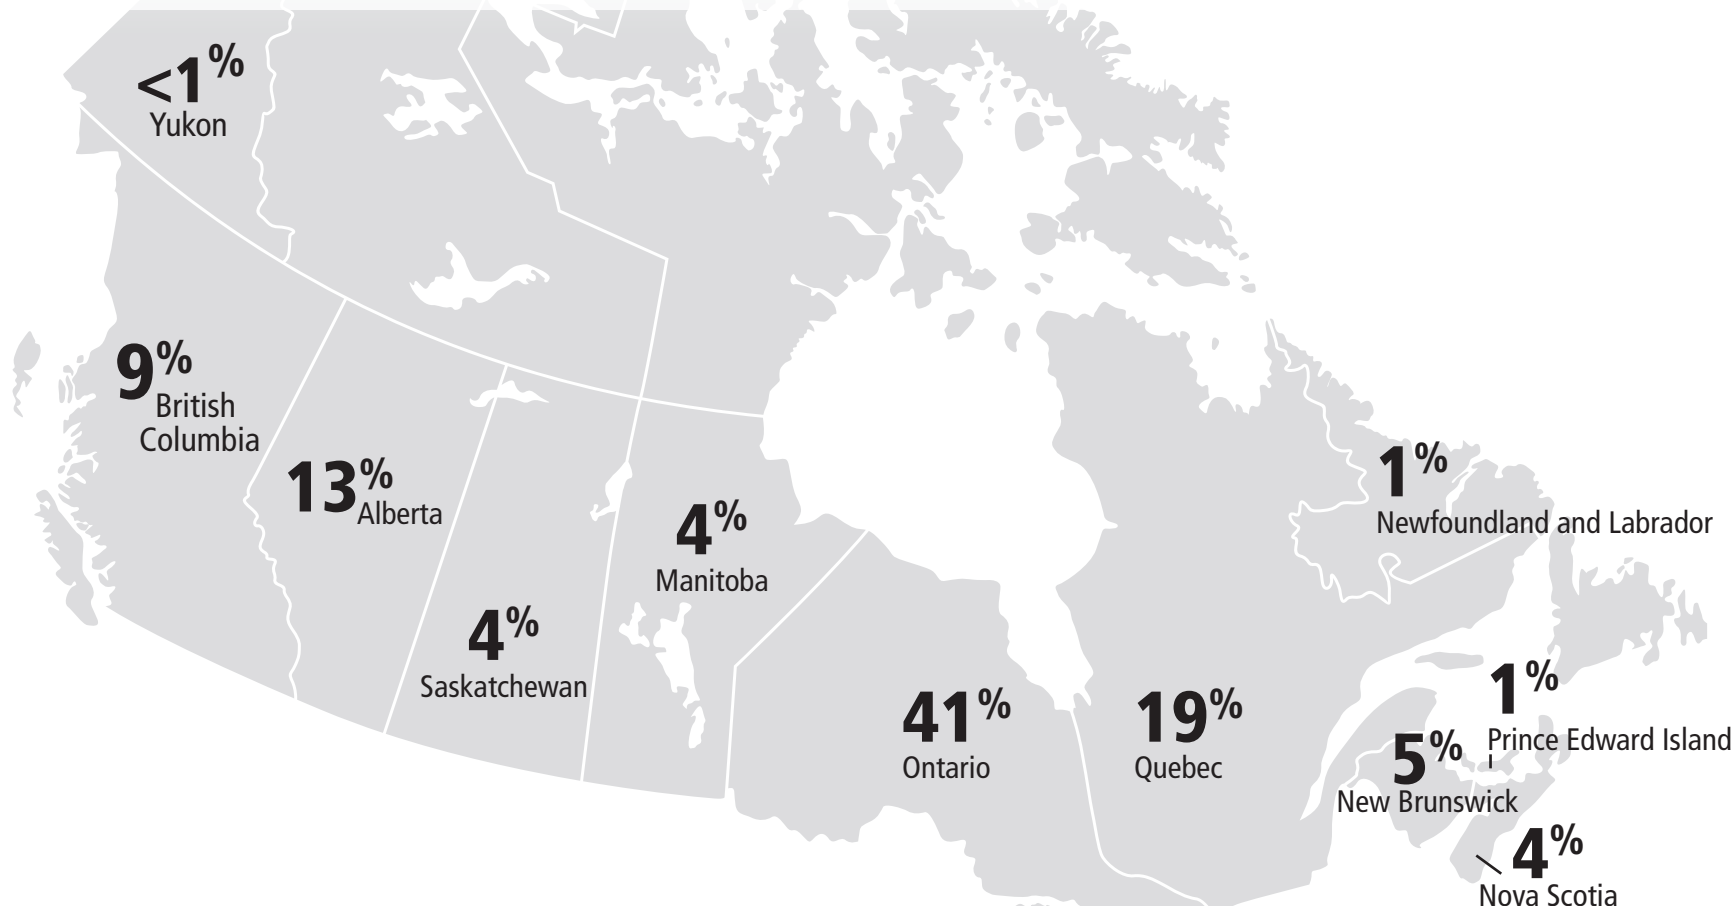 <1%
Yukon
9%
British
Columbia
13%
Alberta
4%
Saskatchewan
4%
Manitoba
41%
Ontario
19%
Quebec
1%
Newfoundland and Labrador
1%
Prince Edward Island
5%
New Brunswick
4%
Nova Scotia